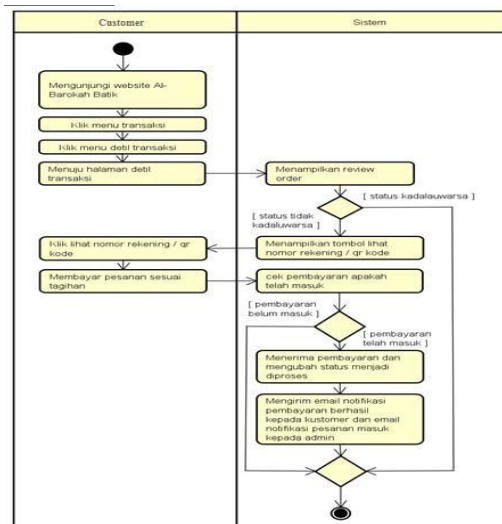 Customer
Sistem
Mengunjungi website Al-
Barokah Batik
Klik menu transaksi
Klik menu detil transaksi
Menuju halaman detil
transaksi
Menampilkan review
order
[ status kadalauwarsa ]
[ status tidak
kadaluwarsa ]
Klik lihat nomor rekening / qr
kode
Menampilkan tombol lihat
nomor rekening / qr kode
Membayar pesanan sesuai
tagihan
cek pembayaran apakah
telah masuk
[ pembayaran
belum masuk ]
[ pembayaran
telah masuk ]
Menerima pembayaran dan
mengubah status menjadi
diproses
Mengirim email notifikasi
pembayaran berhasil
kepada kustomer dan email
notifikasi pesanan masuk
kepada admin